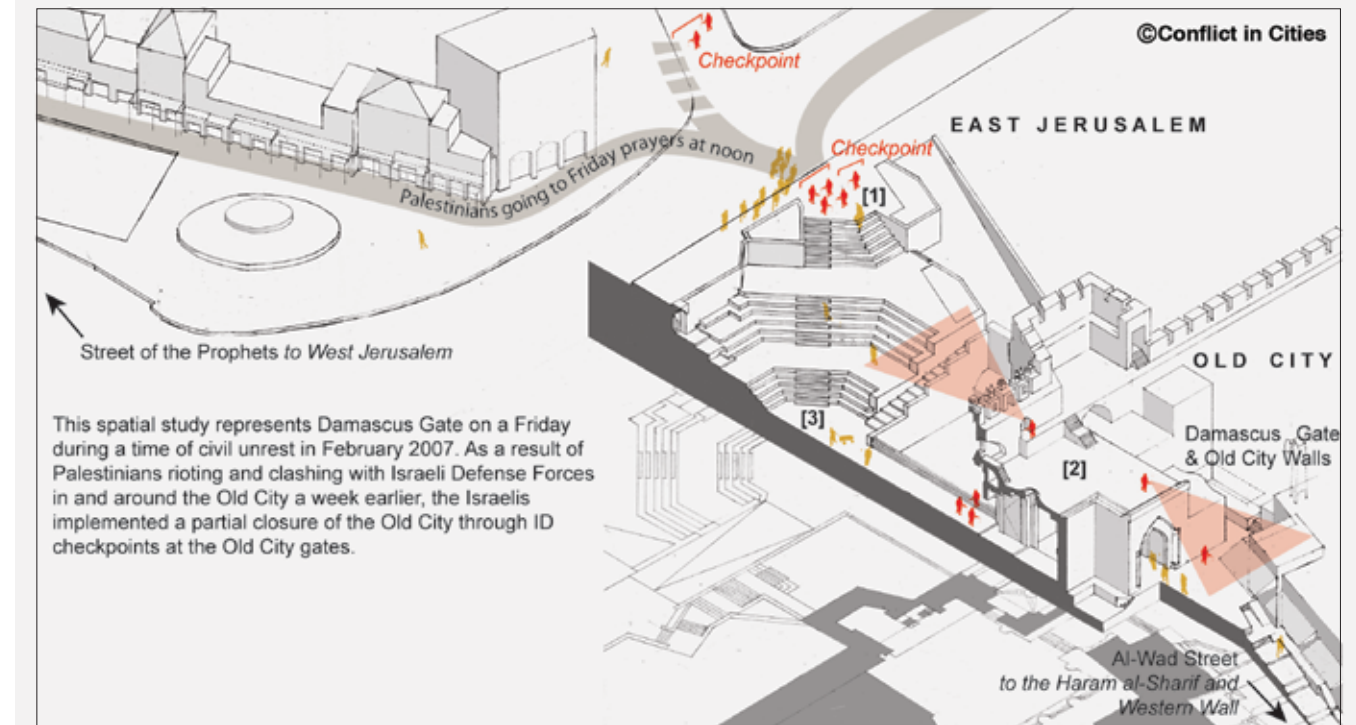 ©Conflict in Cities
Checkpoint
EAST JERUSALEM
Checkpoint
Palestinians going to Friday prayers at noon
[1]
Street of the Prophets to West Jerusalem
OLD CITY
This spatial study represents Damascus Gate on a Friday
during a time of civil unrest in February 2007. As a result of
Palestinians rioting and clashing with Israeli Defense Forces
in and around the Old City a week earlier, the Israelis
implemented a partial closure of the Old City through ID
checkpoints at the Old City gates.
[3]
[2]
Damascus Gate
& Old City Walls
Al-Wad Street
to the Haram al-Sharif and
Western Wall